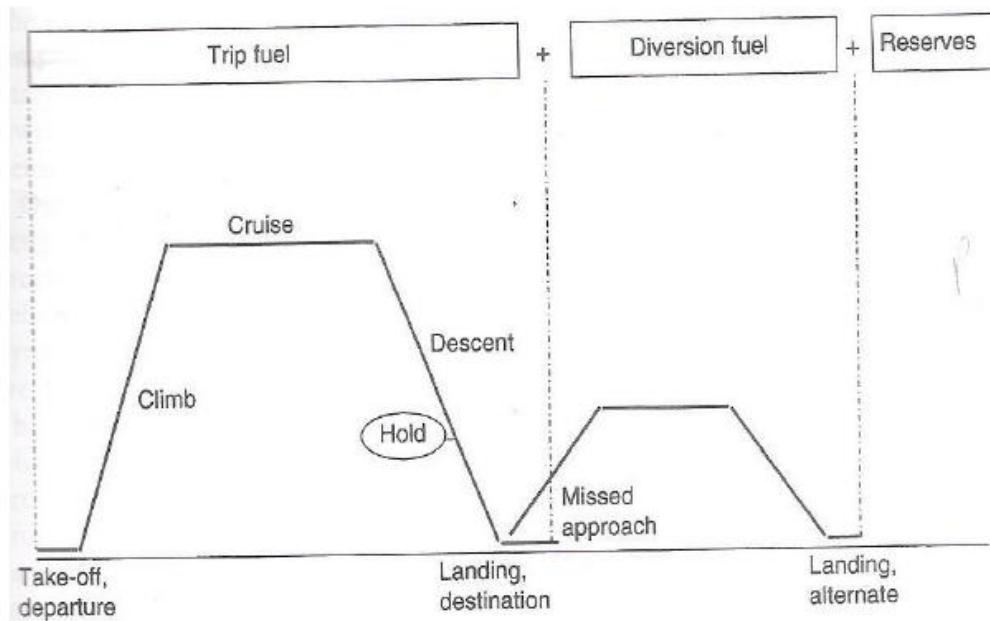 Trip fuel + Diversion fuel + Reserves
Cruise
Descent
Climb
Hold
Missed
approach
Take-off,
departure
Landing,
destination
Landing,
alternate